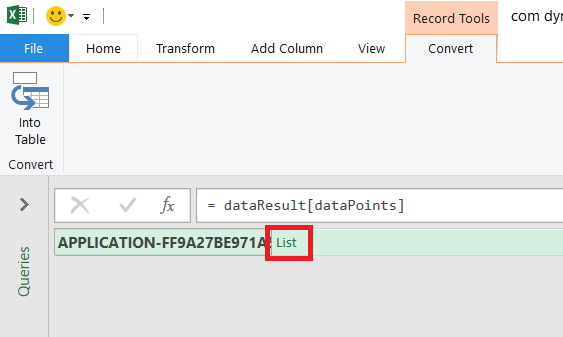 Record Tools
com dyn
File
Home
Transform
Add Column
View
Convert
Into
Table
Convert
fx
= dataResult[dataPoints]
APPLICATION-FF9A27BE971A
List
Queries